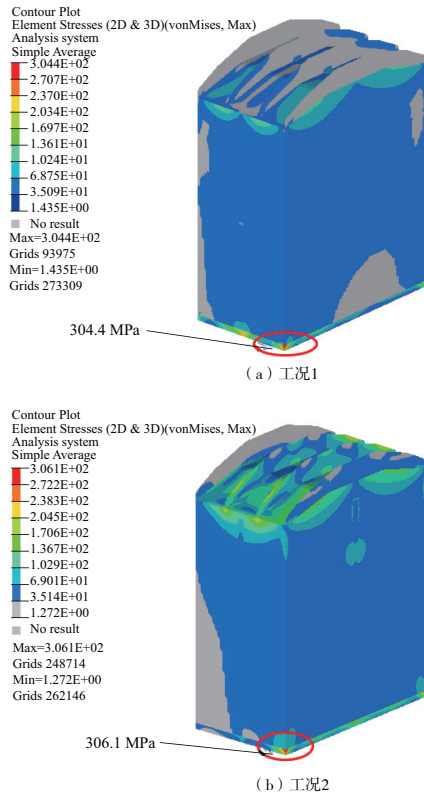 Contour Plot
Element Stresses (2D & 3D)(vonMises, Max)
Analysis system
Simple Average
3.044E+02
2.707E+02
2.370E+02
2.034E+02
1.697E+02
1.361E+02
1.024E+01
6.875E+01
3.509E+01
1.435E+00
No result
Max=3.044E+02
Grids 93975
Min=1.435E+00
Grids 273309
304.4 MPa
（a）工况1
Contour Plot
Element Stresses (2D & 3D)(vonMises, Max)
Analysis system
Simple Average
3.061E+02
2.722E+02
2.383E+02
2.045E+02
1.706E+02
1.367E+02
1.029E+02
6.901E+01
3.514E+01
1.272E+00
No result
Max=3.061E+02
Grids 248714
Min=1.272E+00
Grids 262146
306.1 MPa
（b）工况2